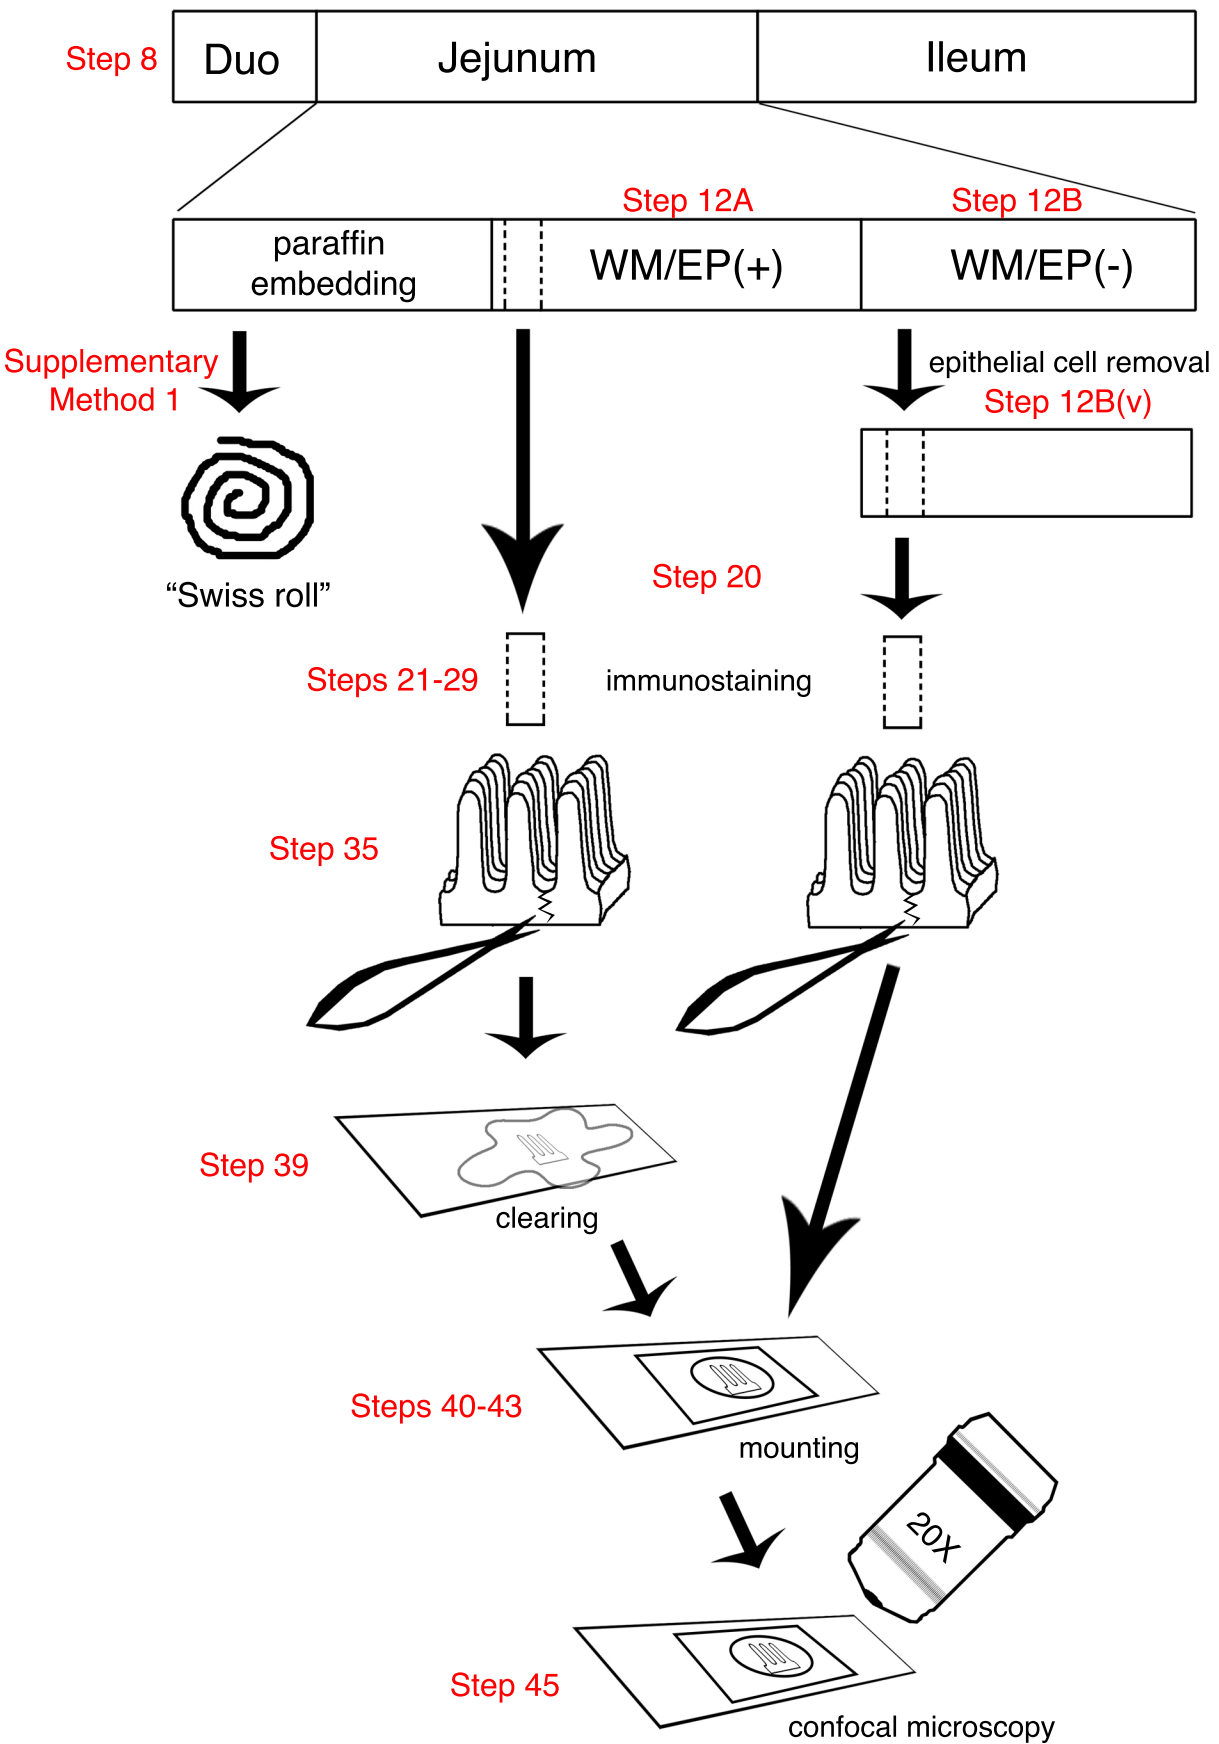 Step 8
Duo
Jejunum
Ileum
Step 12A
Step 12B
paraffin
embedding
WM/EP(+)
WM/EP(-)
Supplementary
Method 1
epithelial cell removal
Step 12B(v)
“Swiss roll”
Step 20
Steps 21-29
immunostaining
Step 35
Step 39
clearing
Steps 40-43
mounting
20X
Step 45
confocal microscopy